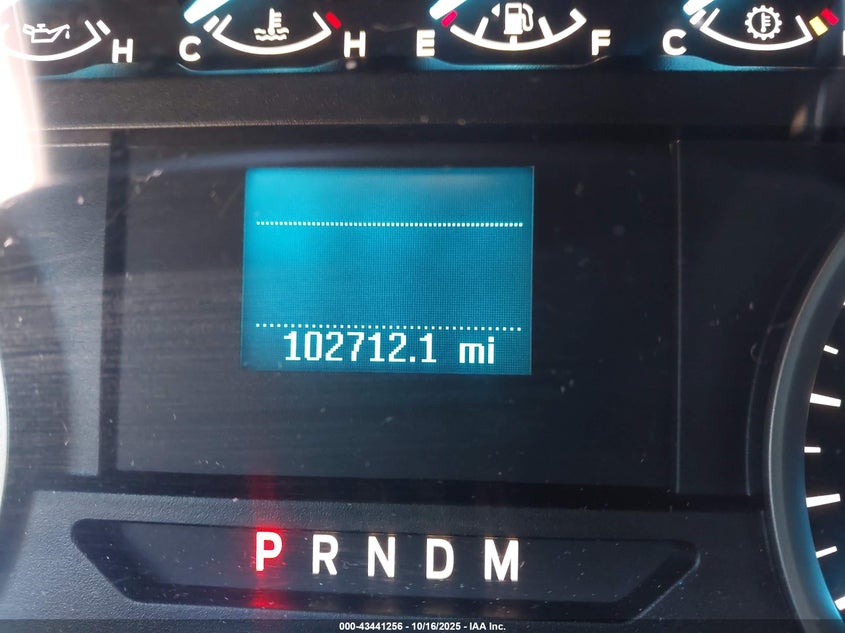 H C H E F C
102712.1 mi
P R N D M
000-43441256 - 10/16/2025 - IAA Inc.